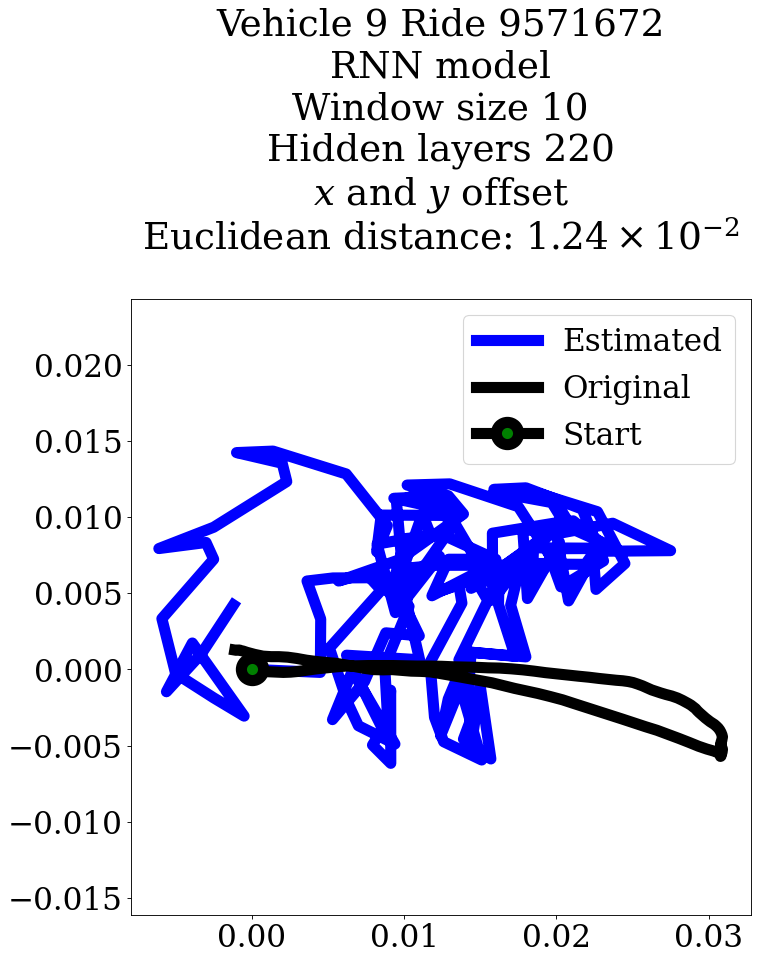 Vehicle 9 Ride 9571672
RNN model
Window size 10
Hidden layers 220
x and y offset
Euclidean distance: 1.24 × 10⁻²
Estimated
Original
Start
0.020
0.015
0.010
0.005
0.000
−0.005
−0.010
−0.015
0.00 0.01 0.02 0.03